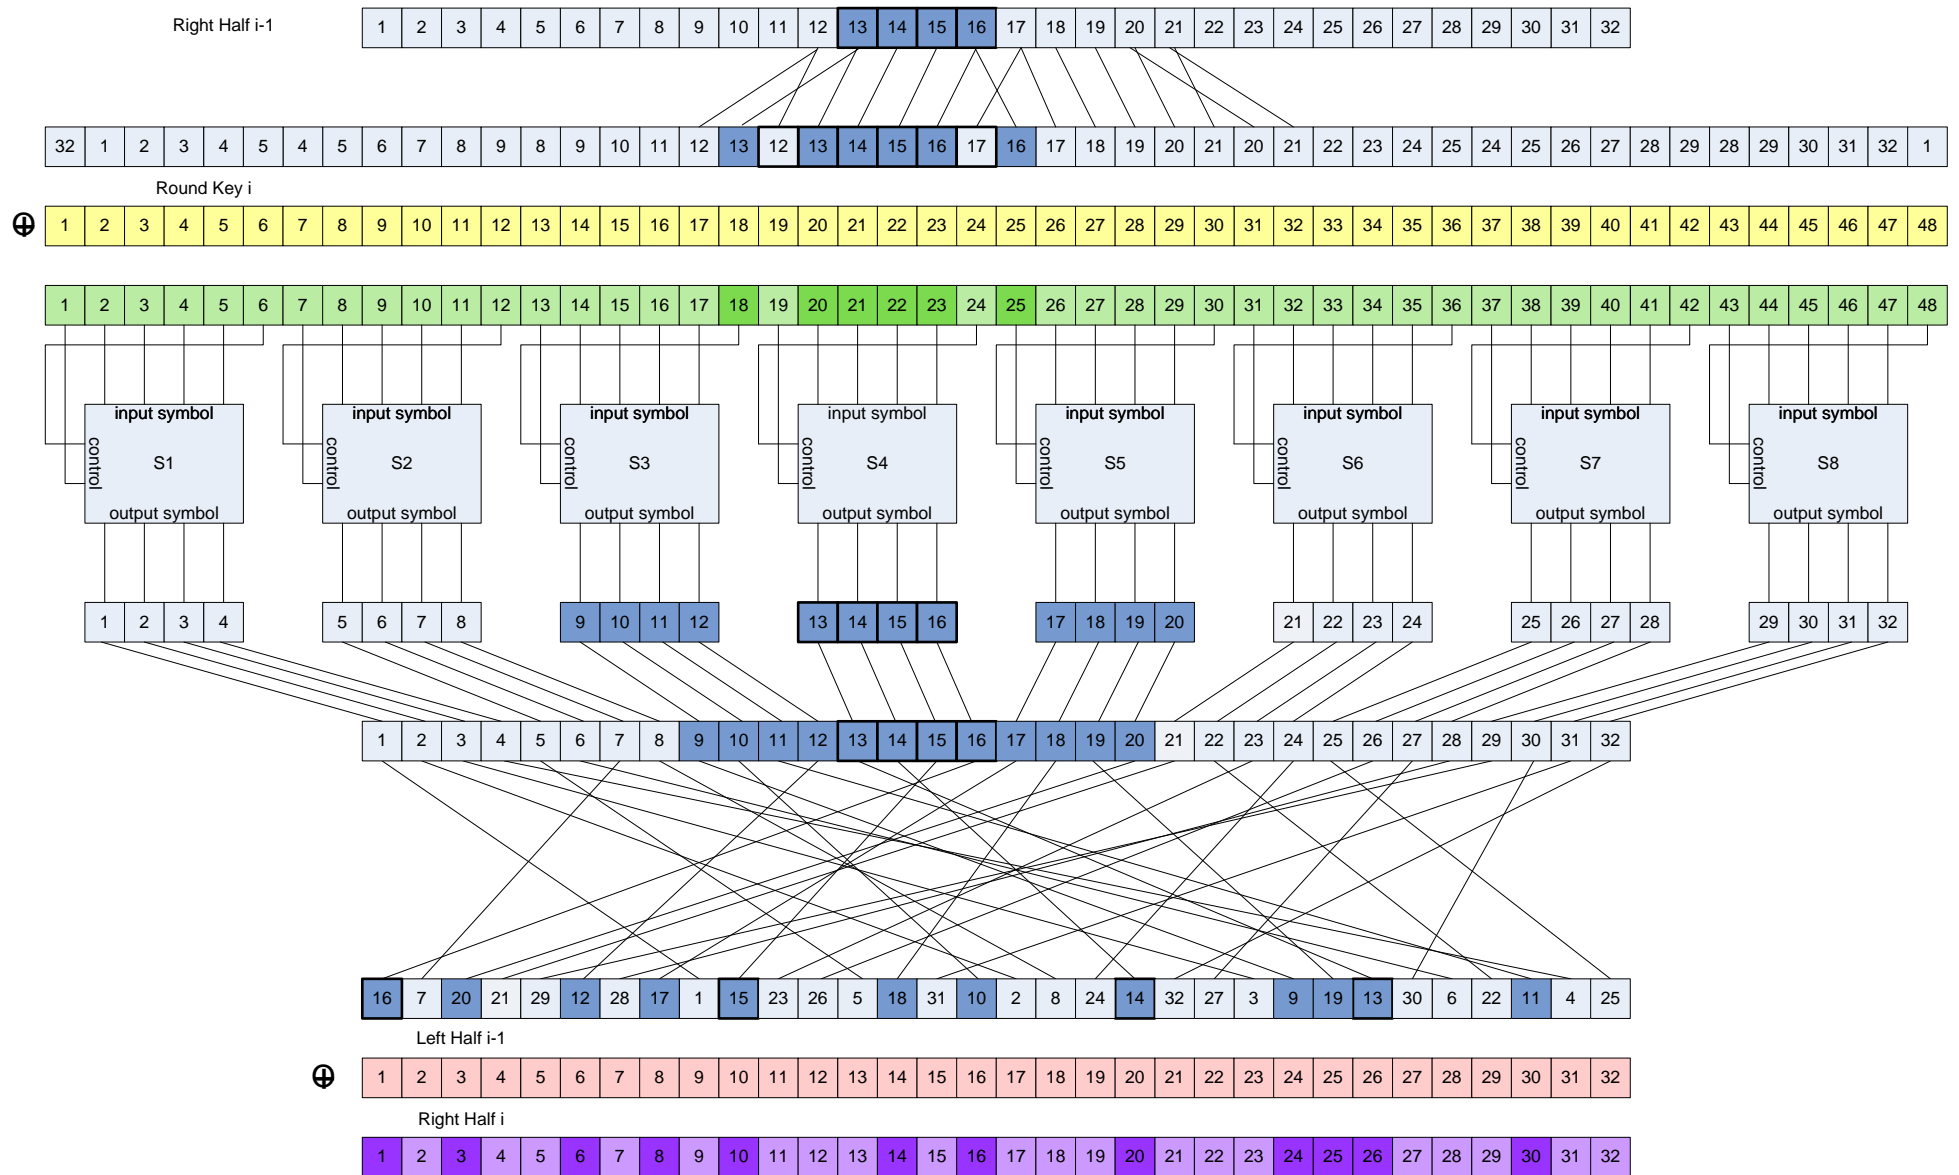 Right Half i-1 1 2 3 4 5 6 7 8 9 10 11 12 13 14 15 16 17 18 19 20 21 22 23 24 25 26 27 28 29 30 31 32
32 1 2 3 4 5 4 5 6 7 8 9 8 9 10 11 12 13 12 13 14 15 16 17 16 17 18 19 20 21 20 21 22 23 24 25 24 25 26 27 28 29 28 29 30 31 32 1
Round Key i
1 2 3 4 5 6 7 8 9 10 11 12 13 14 15 16 17 18 19 20 21 22 23 24 25 26 27 28 29 30 31 32 33 34 35 36 37 38 39 40 41 42 43 44 45 46 47 48
1 2 3 4 5 6 7 8 9 10 11 12 13 14 15 16 17 18 19 20 21 22 23 24 25 26 27 28 29 30 31 32 33 34 35 36 37 38 39 40 41 42 43 44 45 46 47 48
input symbol input symbol input symbol input symbol input symbol input symbol input symbol input symbol
control S1 control S2 control S3 control S4 control S5 control S6 control S7 control S8
output symbol output symbol output symbol output symbol output symbol output symbol output symbol output symbol
1 2 3 4 5 6 7 8 9 10 11 12 13 14 15 16 17 18 19 20 21 22 23 24 25 26 27 28 29 30 31 32
1 2 3 4 5 6 7 8 9 10 11 12 13 14 15 16 17 18 19 20 21 22 23 24 25 26 27 28 29 30 31 32
16 7 20 21 29 12 28 17 1 15 23 26 5 18 31 10 2 8 24 14 32 27 3 9 19 13 30 6 22 11 4 25
Left Half i-1
1 2 3 4 5 6 7 8 9 10 11 12 13 14 15 16 17 18 19 20 21 22 23 24 25 26 27 28 29 30 31 32
Right Half i
1 2 3 4 5 6 7 8 9 10 11 12 13 14 15 16 17 18 19 20 21 22 23 24 25 26 27 28 29 30 31 32